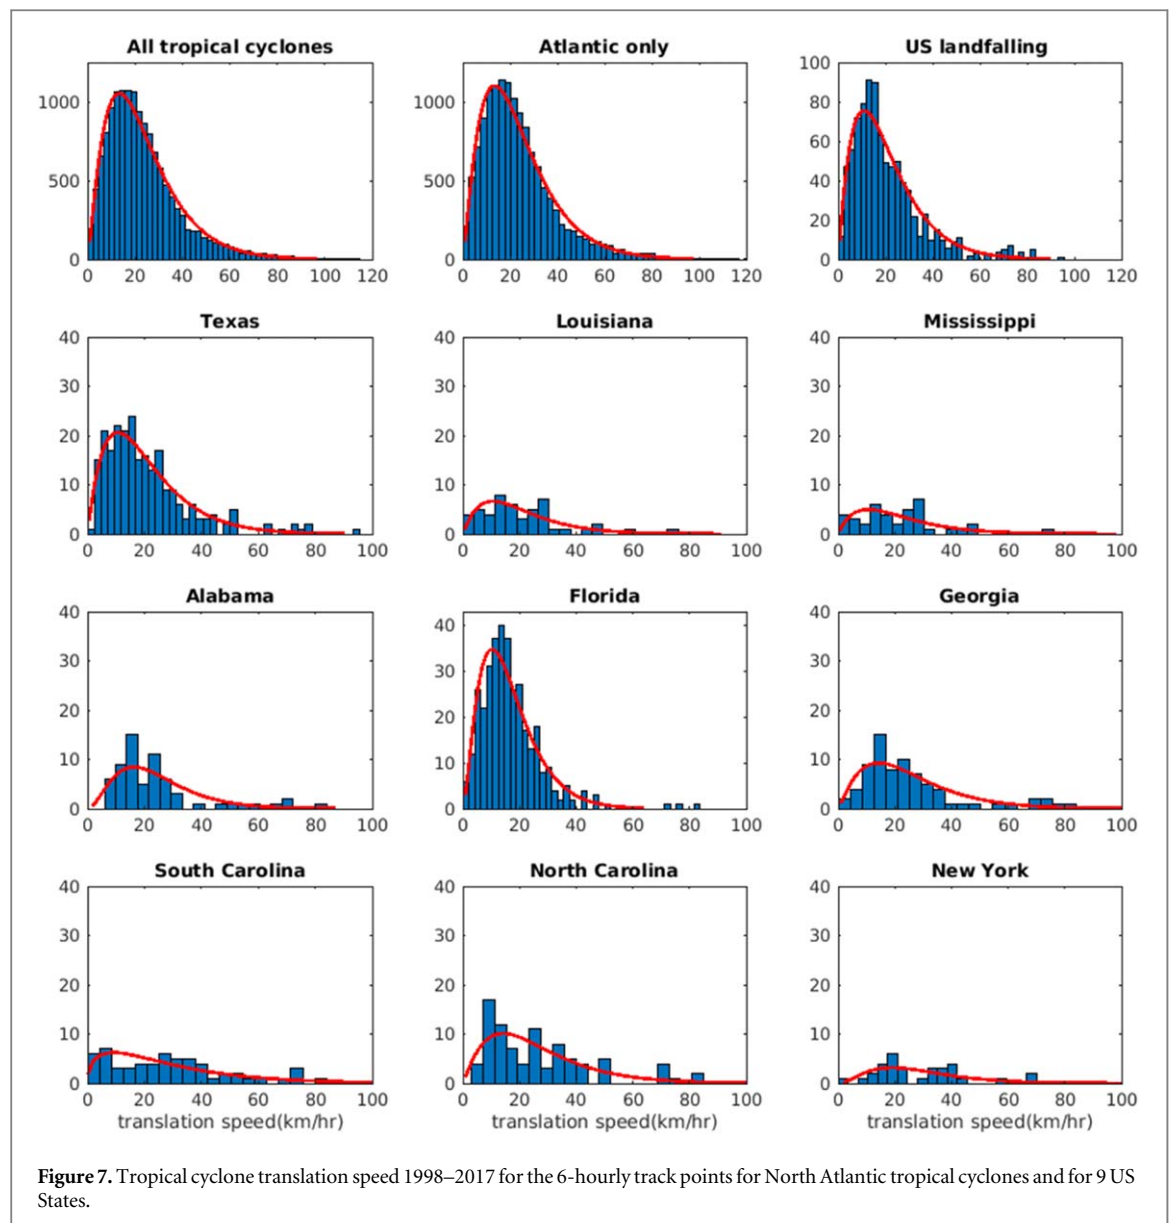 All tropical cyclones
Atlantic only
US landfalling
1000
500
0
0 20 40 60 80 100 120
1000
500
0
0 20 40 60 80 100 120
100
80
60
40
20
0
0 20 40 60 80 100 120
Texas
Louisiana
Mississippi
40
30
20
10
0
0 20 40 60 80 100
40
30
20
10
0
0 20 40 60 80 100
40
30
20
10
0
0 20 40 60 80 100
Alabama
Florida
Georgia
40
30
20
10
0
0 20 40 60 80 100
40
30
20
10
0
0 20 40 60 80 100
40
30
20
10
0
0 20 40 60 80 100
South Carolina
North Carolina
New York
40
30
20
10
0
0 20 40 60 80 100
translation speed(km/hr)
40
30
20
10
0
0 20 40 60 80 100
translation speed(km/hr)
40
30
20
10
0
0 20 40 60 80 100
translation speed(km/hr)
Figure 7. Tropical cyclone translation speed 1998–2017 for the 6-hourly track points for North Atlantic tropical cyclones and for 9 US
States.